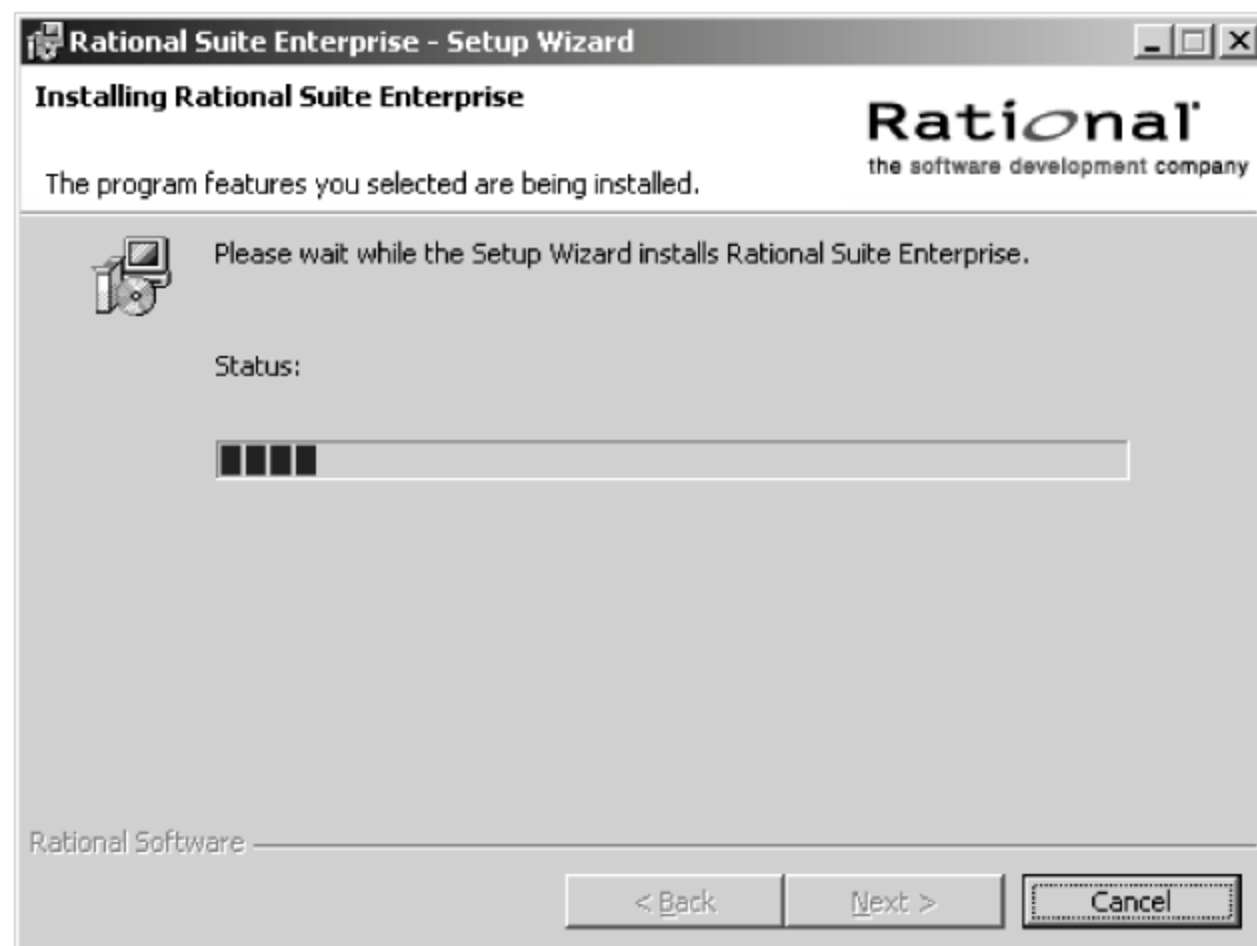 Rational Suite Enterprise - Setup Wizard
Installing Rational Suite Enterprise
Rational
the software development company
The program features you selected are being installed.
Please wait while the Setup Wizard installs Rational Suite Enterprise.
Status:
Rational Software
< Back Next > Cancel